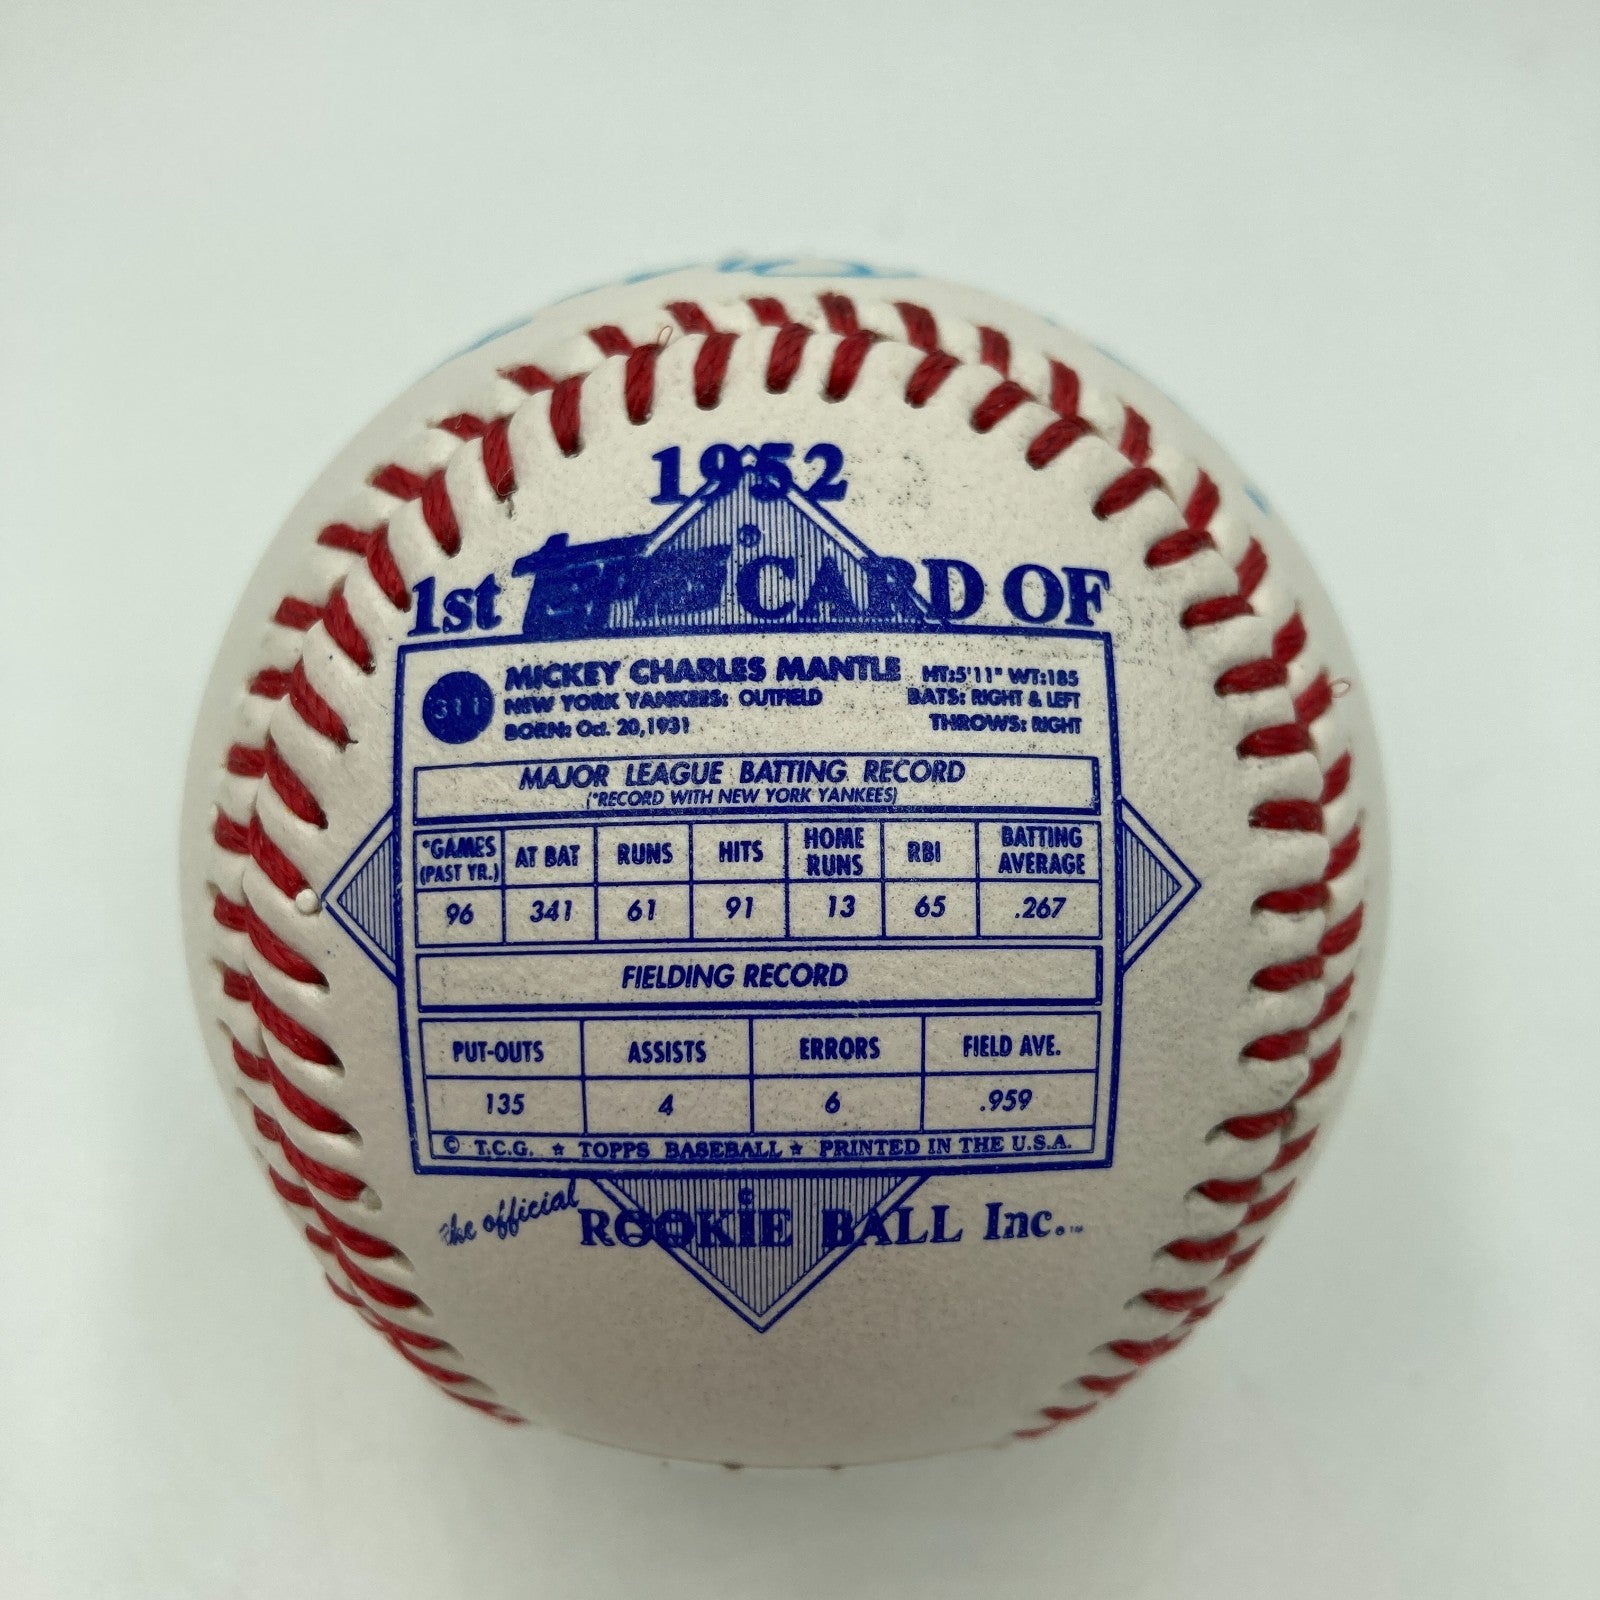 1952
1st Topps® CARD OF
311
MICKEY CHARLES MANTLE
NEW YORK YANKEES: OUTFIELD
BORN: Oct. 20, 1931
HT: 5'11" WT: 185
BATS: RIGHT & LEFT
THROWS: RIGHT
MAJOR LEAGUE BATTING RECORD
(*RECORD WITH NEW YORK YANKEES)
*GAMES (PAST YR.) AT BAT RUNS HITS HOME RUNS RBI BATTING AVERAGE
96 341 61 91 13 65 .267
FIELDING RECORD
PUT-OUTS ASSISTS ERRORS FIELD AVE.
135 4 6 .959
© T.C.G. ★ TOPPS BASEBALL ★ PRINTED IN THE U.S.A.
the official ROOKIE BALL Inc.™